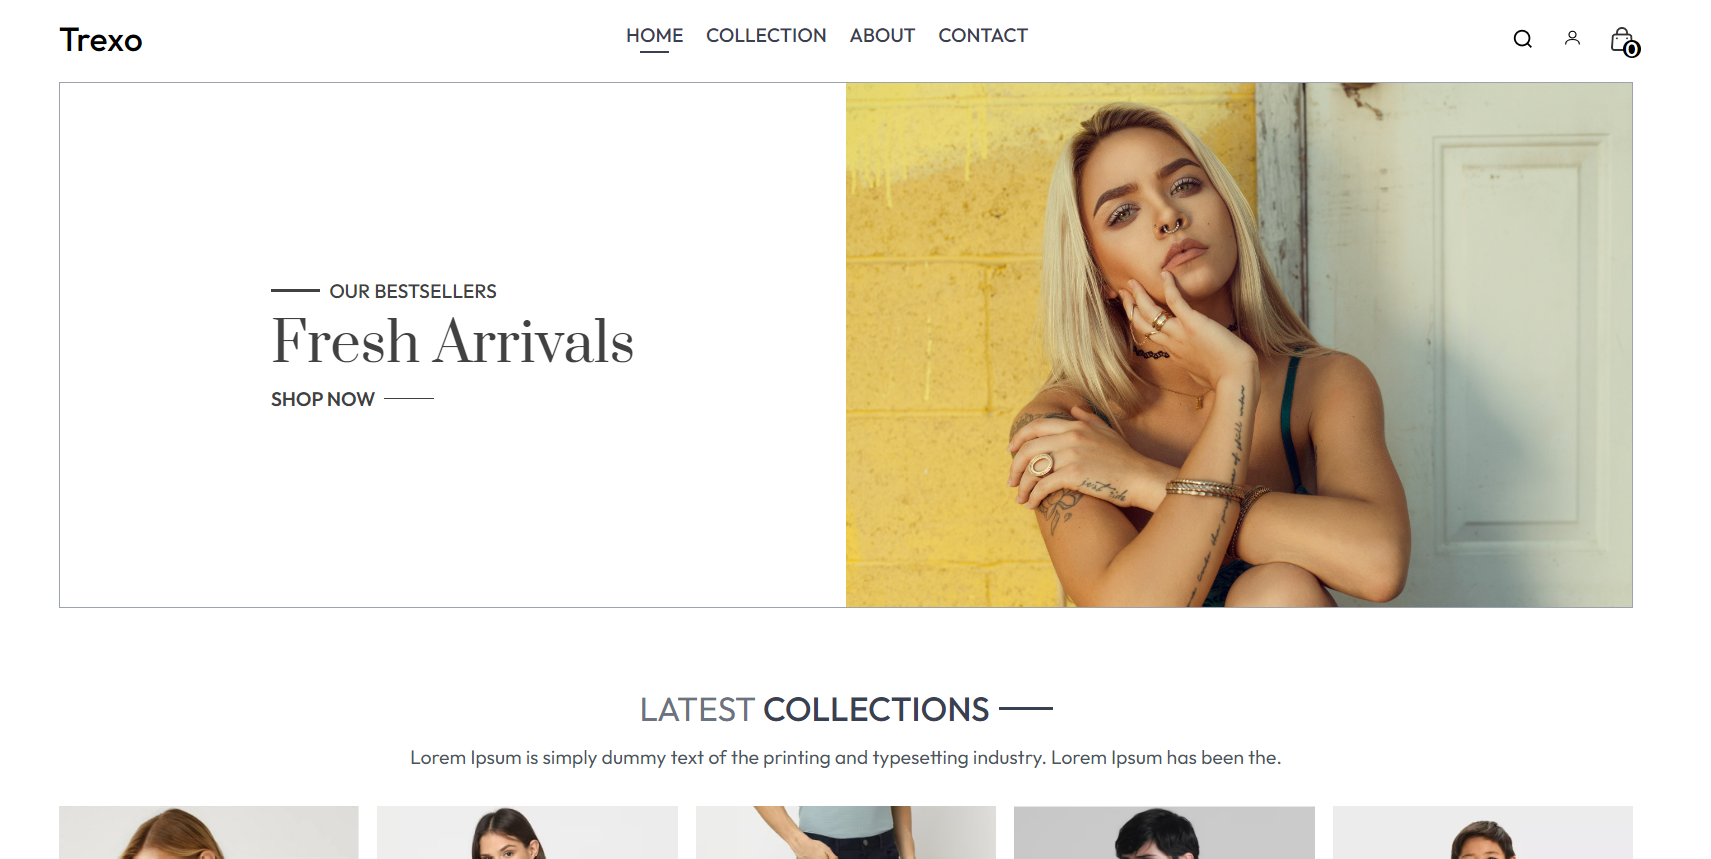 Trexo
HOME COLLECTION ABOUT CONTACT
0
OUR BESTSELLERS
Fresh Arrivals
SHOP NOW
LATEST COLLECTIONS
Lorem Ipsum is simply dummy text of the printing and typesetting industry. Lorem Ipsum has been the.